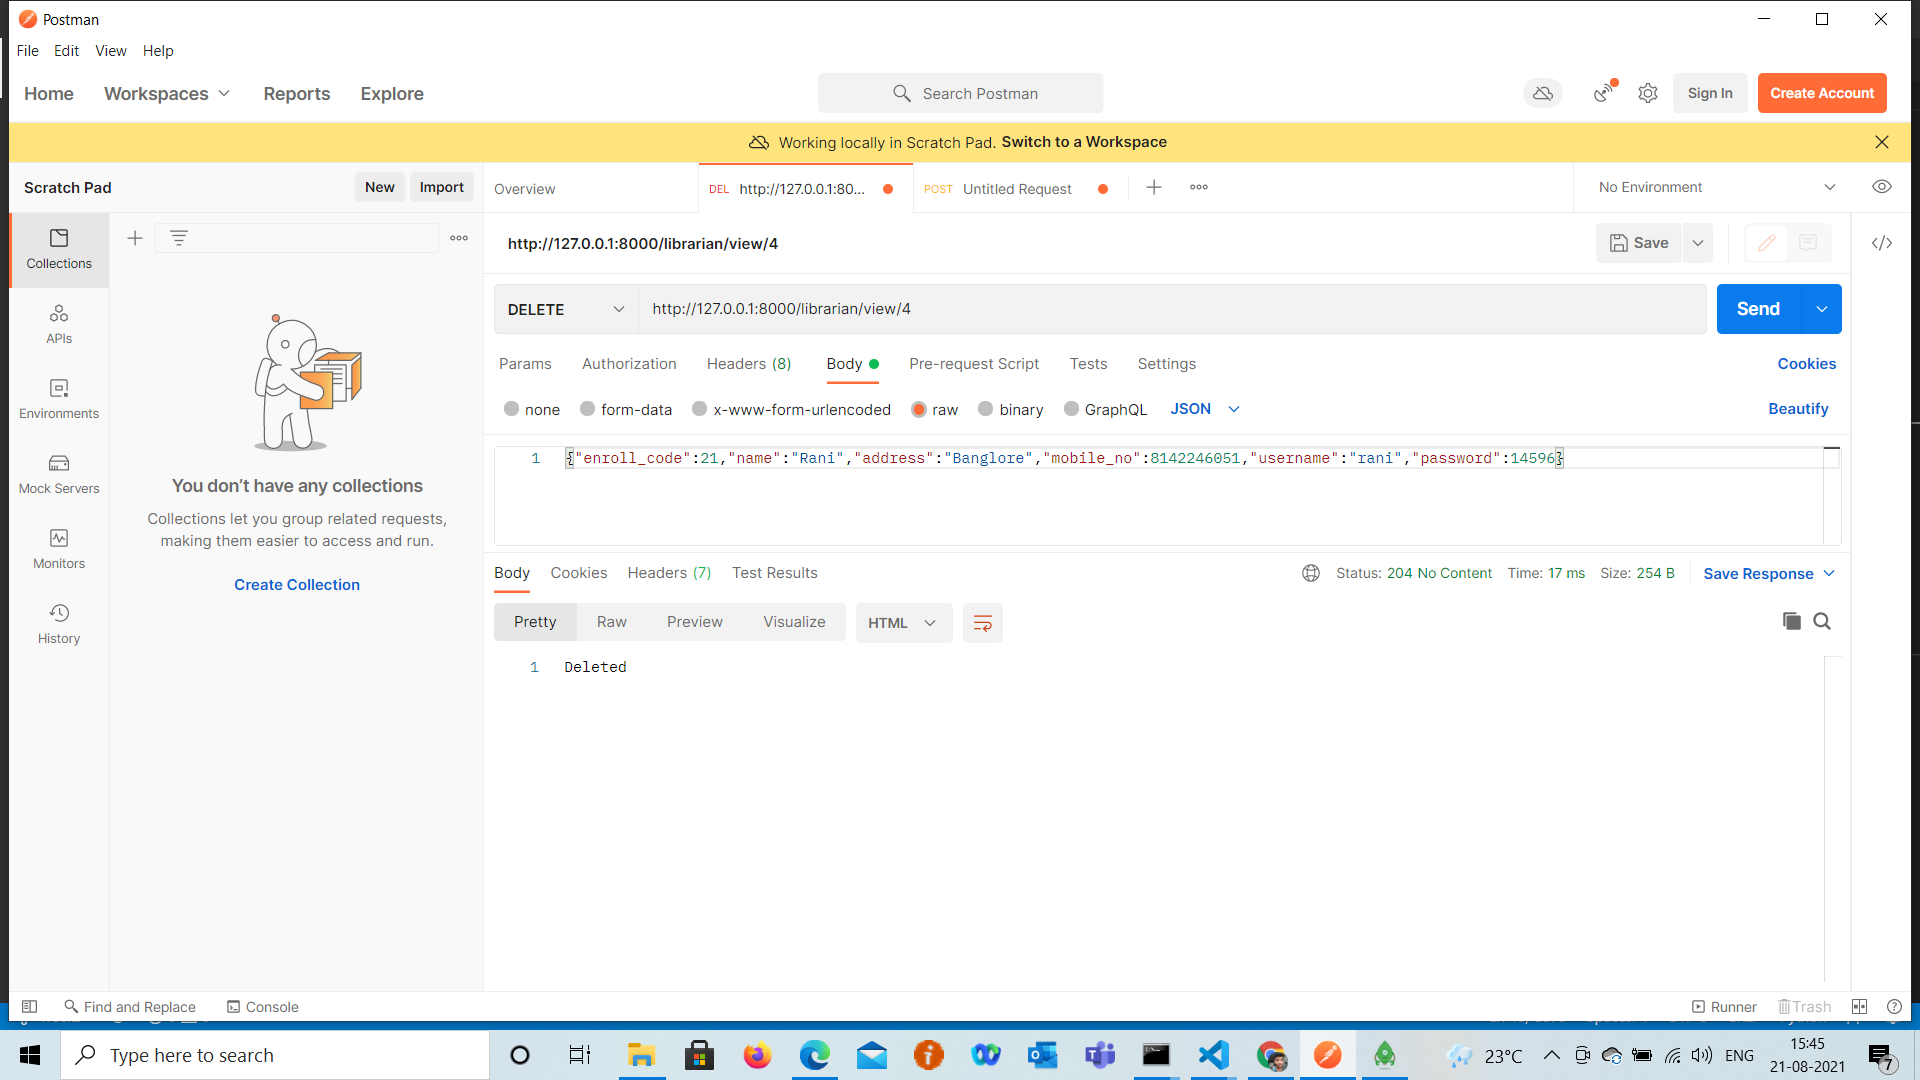 Postman
File Edit View Help
Home Workspaces Reports Explore
Search Postman
Sign In
Create Account
Working locally in Scratch Pad. Switch to a Workspace
Scratch Pad
New
Import
Overview
DEL http://127.0.0.1:80...
POST Untitled Request
No Environment
Collections
APIs
Environments
Mock Servers
Monitors
History
You don’t have any collections
Collections let you group related requests,
making them easier to access and run.
Create Collection
http://127.0.0.1:8000/librarian/view/4
Save
DELETE
http://127.0.0.1:8000/librarian/view/4
Send
Params Authorization Headers (8) Body Pre-request Script Tests Settings
Cookies
none form-data x-www-form-urlencoded raw binary GraphQL JSON
Beautify
1 {"enroll_code":21,"name":"Rani","address":"Banglore","mobile_no":8142246051,"username":"rani","password":14596}
Body Cookies Headers (7) Test Results
Status: 204 No Content Time: 17 ms Size: 254 B
Save Response
Pretty Raw Preview Visualize HTML
1 Deleted
Find and Replace
Console
Runner
Trash
Type here to search
23°C
ENG
15:45
21-08-2021
7